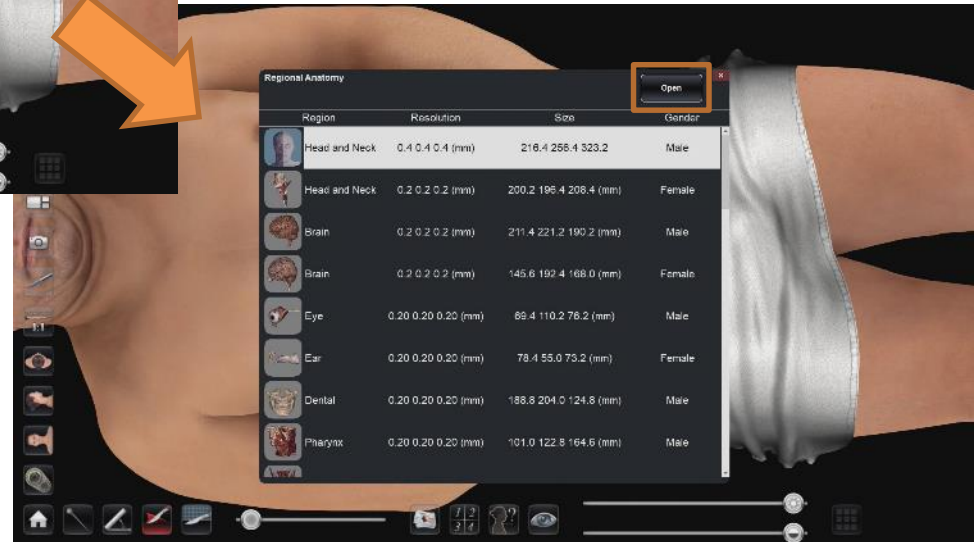 Regional Anatomy
Open
x
Region Resolution Size Gender
Head and Neck 0.4 0.4 0.4 (mm) 216.4 256.4 323.2 Male
Head and Neck 0.2 0.2 0.2 (mm) 200.2 196.4 208.4 (mm) Female
Brain 0.2 0.2 0.2 (mm) 211.4 221.2 190.2 (mm) Male
Brain 0.2 0.2 0.2 (mm) 145.6 192.4 168.0 (mm) Female
Eye 0.20 0.20 0.20 (mm) 69.4 110.2 76.2 (mm) Male
Ear 0.20 0.20 0.20 (mm) 78.4 55.0 73.2 (mm) Female
Dental 0.20 0.20 0.20 (mm) 188.8 204.0 124.8 (mm) Male
Pharynx 0.20 0.20 0.20 (mm) 101.0 122.8 164.6 (mm) Male
1:1
1 2
3 4
?